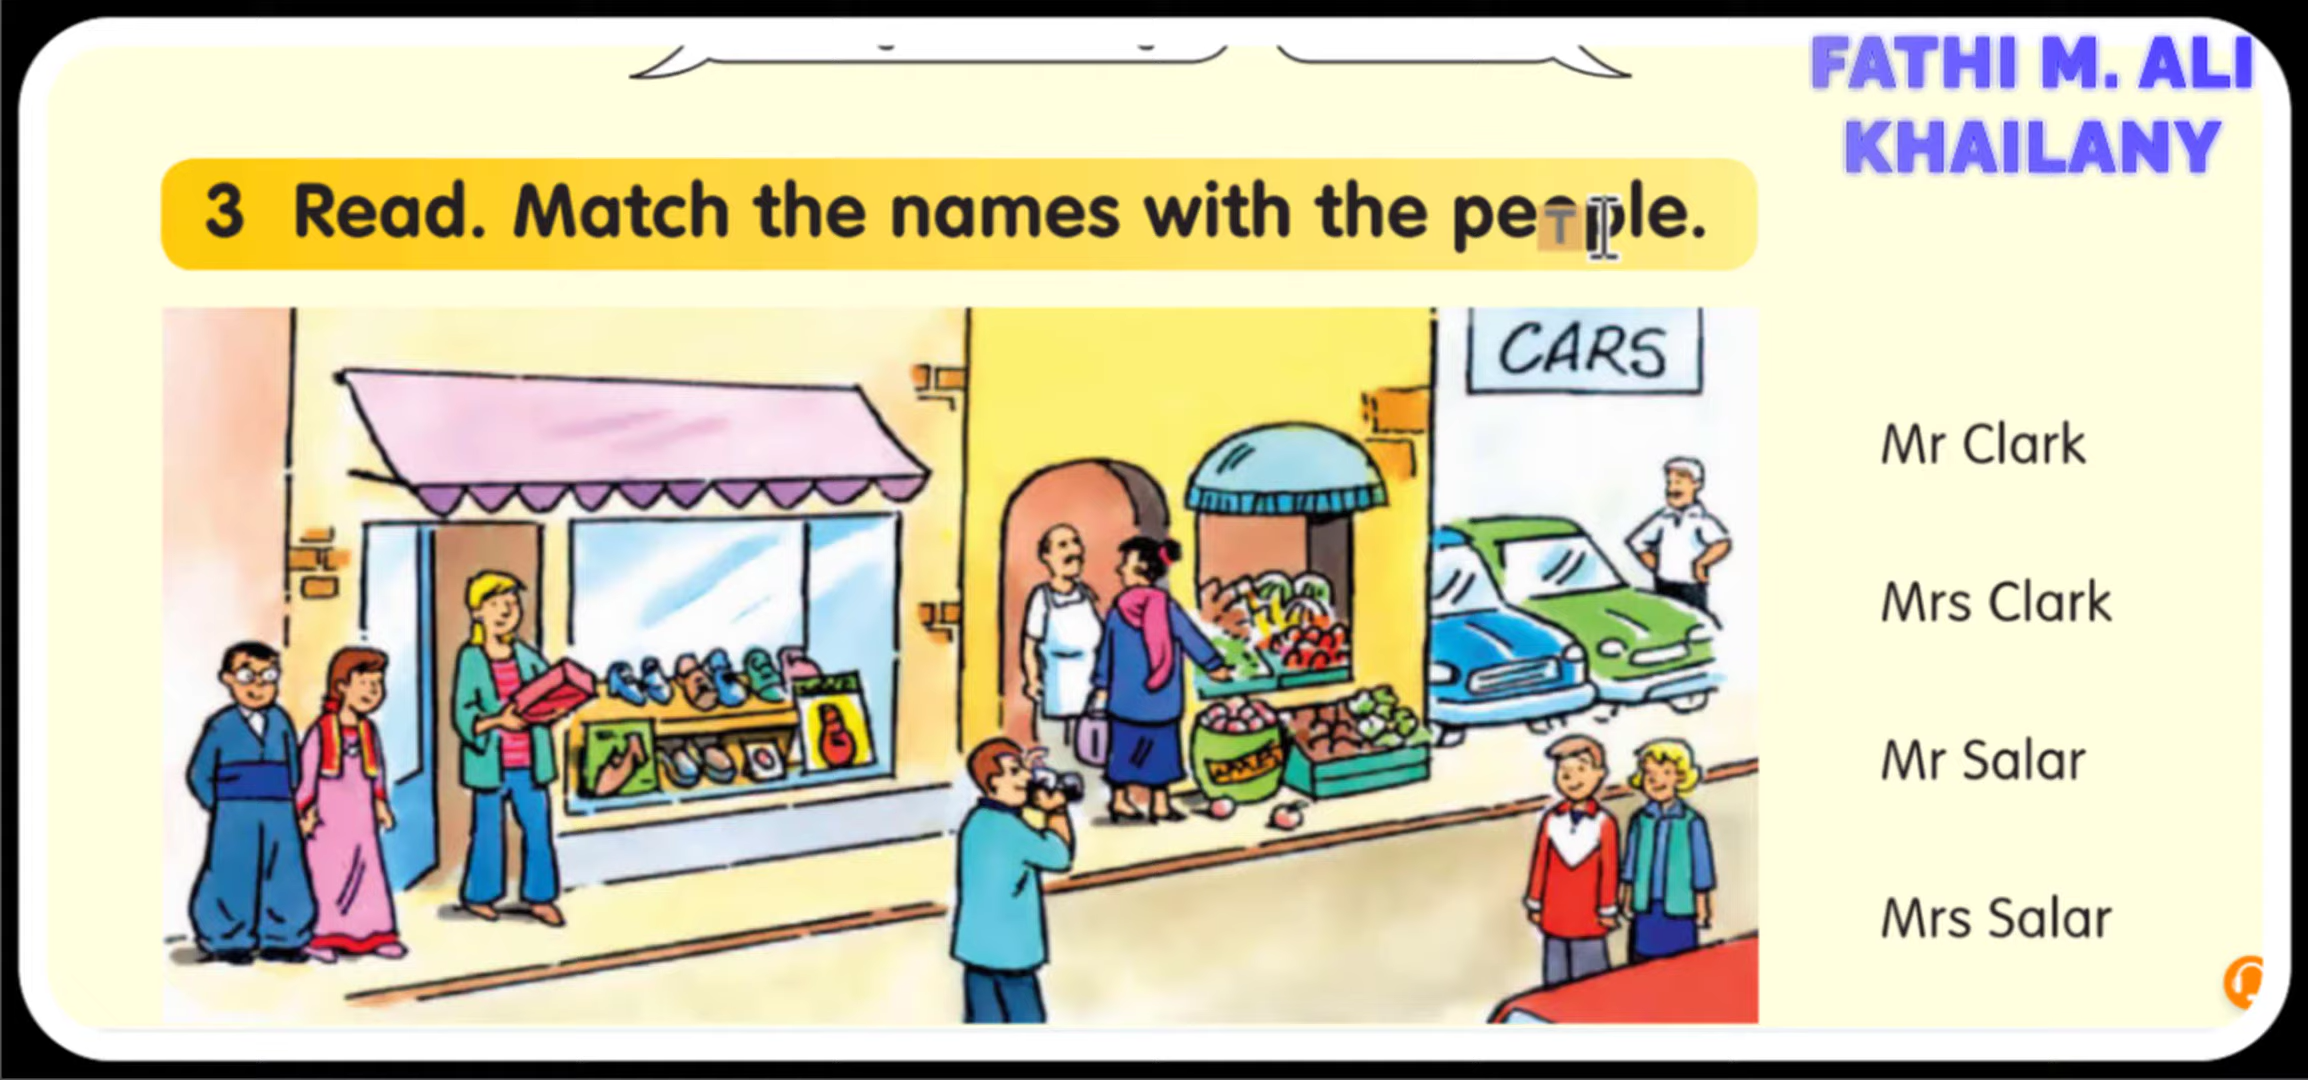 FATHI M. ALI
KHAILANY
3 Read. Match the names with the people.
CARS
Mr Clark
Mrs Clark
Mr Salar
Mrs Salar